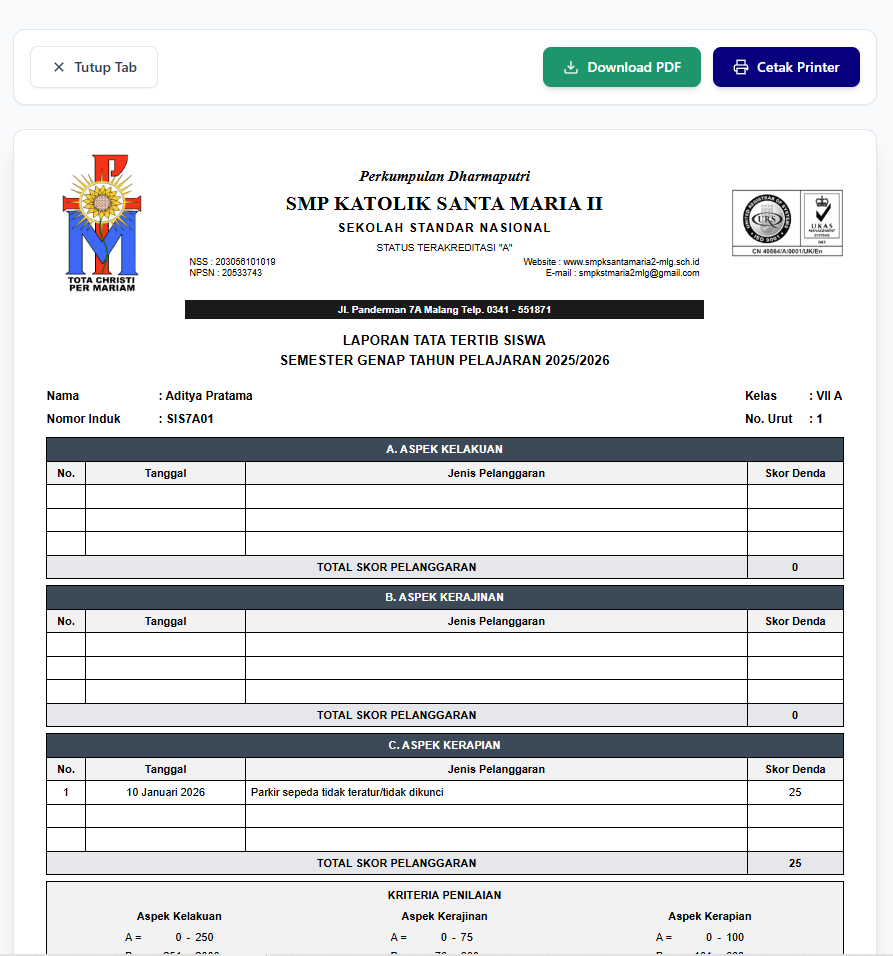 Tutup Tab
Download PDF
Cetak Printer
TOTA CHRISTI
PER MARIAM
Perkumpulan Dharmaputri
SMP KATOLIK SANTA MARIA II
SEKOLAH STANDAR NASIONAL
STATUS TERAKREDITASI "A"
NSS : 203056101019
NPSN : 20533743
Website : www.smpksantamaria2-mlg.sch.id
E-mail : smpkstmaria2mlg@gmail.com
URS
ISO 9001
UKAS
MANAGEMENT
SYSTEMS
CN 40664/A/0001/UK/En
Jl. Panderman 7A Malang Telp. 0341 - 551871
LAPORAN TATA TERTIB SISWA
SEMESTER GENAP TAHUN PELAJARAN 2025/2026
Nama : Aditya Pratama
Kelas : VII A
Nomor Induk : SIS7A01
No. Urut : 1
A. ASPEK KELAKUAN
No. Tanggal Jenis Pelanggaran Skor Denda
TOTAL SKOR PELANGGARAN 0
B. ASPEK KERAJINAN
No. Tanggal Jenis Pelanggaran Skor Denda
TOTAL SKOR PELANGGARAN 0
C. ASPEK KERAPIAN
No. Tanggal Jenis Pelanggaran Skor Denda
1 10 Januari 2026 Parkir sepeda tidak teratur/tidak dikunci 25
TOTAL SKOR PELANGGARAN 25
KRITERIA PENILAIAN
Aspek Kelakuan Aspek Kerajinan Aspek Kerapian
A = 0 - 250 A = 0 - 75 A = 0 - 100